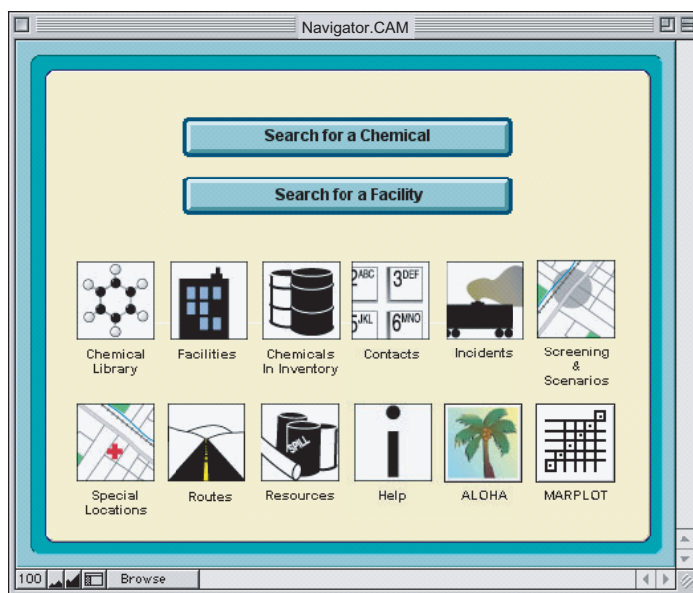 Navigator.CAM
Search for a Chemical
Search for a Facility
2ABC 3DEF
5JKL 6MNO
Chemical
Library
Facilities
Chemicals
In Inventory
Contacts
Incidents
Screening
&
Scenarios
SPILL
Special
Locations
Routes
Resources
Help
ALOHA
MARPLOT
100 Browse